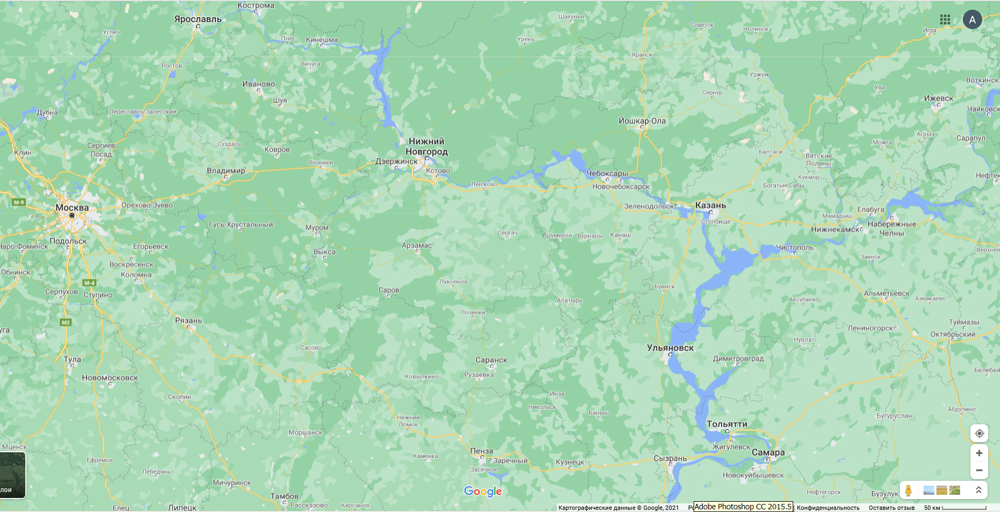 Кострома
Ярославль
Шахунья
Советск
Нолинск
Игра
A
Углич
Плёс
Кинешма
Урень
Яранск
Ростов
Вичуга
Уржум
Иваново
Шуя
Сернур
Ува
Воткинск
Ижевск
Дубна
Переславль-Залесский
Чайковск
Йошкар-Ола
Нижний
Новгород
Сергиев
Посад
Суздаль
Ковров
Клин
Дзержинск
Вязники
Кстово
Владимир
Чебоксары
Новочебоксарск
Лысково
Балтаси
Можга
Агрыз
Сарапул
Вятские
Поляны
Кукмор
Богатые Сабы
Нефтек
М-9
Москва
Орехово-Зуево
Гусь-Хрустальный
Муром
Зеленодольск
Казань
Столбище
Мамадыш
Елабуга
Набережные
Челны
Нижнекамск
Подольск
Наро-Фоминск
Егорьевск
Выкса
Арзамас
Сергач
Шумерля
Вурнары
Канаш
Чистополь
Верхнея
Заинск
Обнинск
Воскресенск
Коломна
М-4
Серпухов
Ступино
Лукоянов
Саров
Алатырь
Буинск
Аксубаево
Альметьевск
Азнакаево
М2
Рязань
Починки
Лениногорск
Туймазы
Октябрьский
уга
Сасово
Ульяновск
Нурлат
Димитровград
Тула
Новомосковск
Саранск
Рузаевка
Ковылкино
Белебей
Скопин
Инза
Никольск
Барыш
Абдулино
Бугуруслан
Нижний
Ломов
Моршанск
Тольятти
Жигулёвск
Самара
Мценск
Ефремов
Лебедянь
Каменка
Пенза
Заречный
Засечное
Кузнецк
Сызрань
Новокуйбышевск
Мичуринск
лои
Google
Тамбов
Рассказово
Кирсанов
Елец
Липецк
Нефтегорск
Бузулук
Картографические данные © Google, 2021
Adobe Photoshop CC 2015.5
Конфиденциальность
Оставить отзыв
50 км